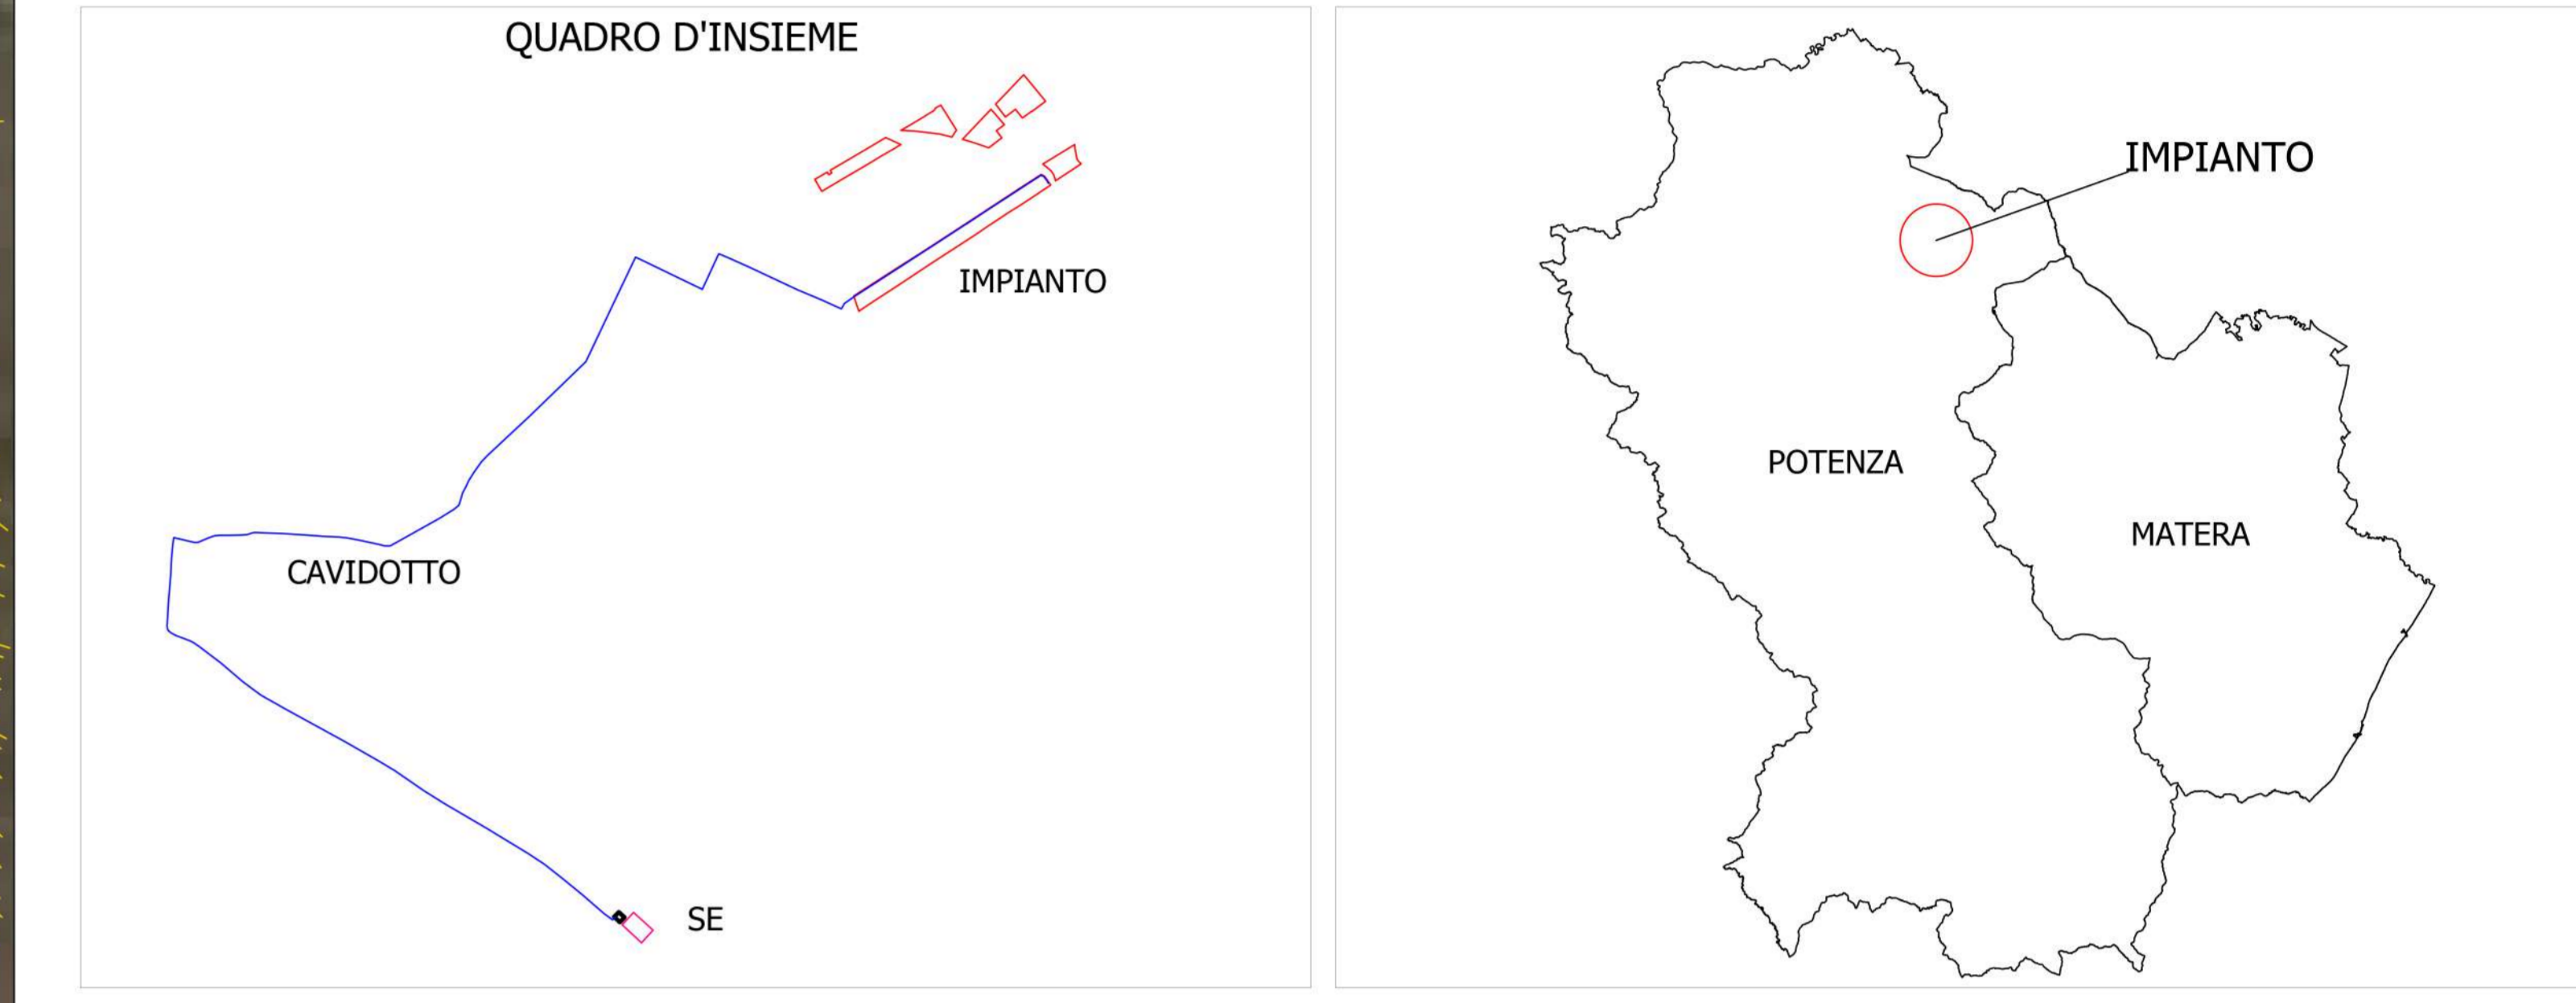 QUADRO D'INSIEME
IMPIANTO
CAVIDOTTO
SE
IMPIANTO
POTENZA
MATERA